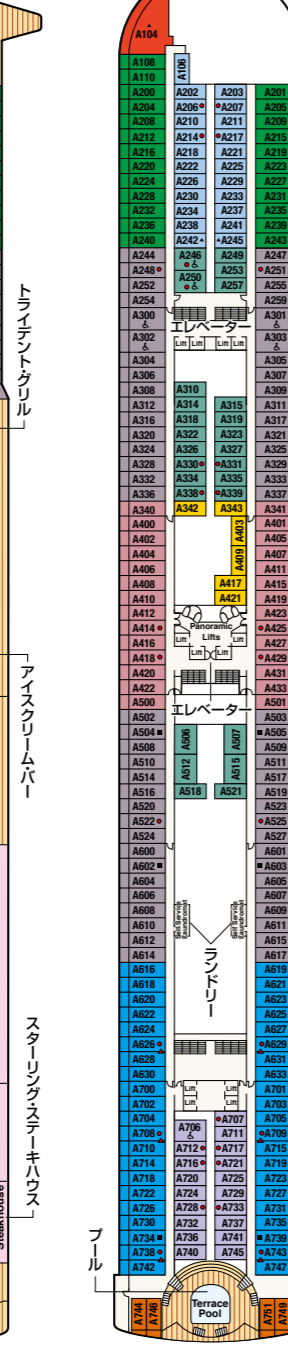 A104
A108
A106
A110
A200 A202 A203 A201
A204 A206 A207 A205
A208 A210 A211 A209
A212 A214 A217 A215
A216 A218 A221 A219
A220 A222 A225 A223
A224 A226 A229 A227
A228 A230 A233 A231
A232 A234 A237 A235
A236 A238 A241 A239
A240 A242 A245 A243
A244 A246 A249 A247
A248 A250 A253 A251
A252 A257 A255
A254 A259
A300 A301
エレベーター
A302 Lift Lift Lift Lift A303
A304 A305
A306 A307
A308 A310 A309
A312 A314 A315 A311
A316 A318 A319 A317
A320 A322 A323 A321
A324 A326 A327 A325
A328 A330 A331 A329
A332 A334 A335 A333
A336 A338 A339 A337
A340 A342 A343 A341
A400 A403 A401
A402 A405
A404 A409 A407
A406 A411
A408 A417 A415
A410 A421 A419
A412 A423
A414 Panoramic Lifts A425
A416 Lift Lift A427
A418 Lift Lift A429
A420 A431
A422 A433
A500 A501
エレベーター
A502 A503
A504 A506 A507 A505
A508 A509
A510 A512 A515 A511
A514 A517
A516 A518 A521 A519
A520 A523
A522 A525
A524 A527
A600 A601
A602 A603
A604 A605
A606 A607
A608 Self Service Laundromat Self Service Laundromat A609
A610 A611
A612 A615
A614 A617
ランドリー
A616 A619
A618 A621
A620 A623
A622 A625
A624 A627
A626 A629
A628 A631
A630 A633
A700 Lift Lift A701
A702 Lift Lift A703
A704 A707 A705
A708 A706 A711 A709
A710 A712 A717 A715
A714 A716 A721 A719
A718 A720 A725 A723
A722 A724 A729 A727
A726 A728 A733 A731
A730 A732 A737 A735
A734 A736 A741 A739
A738 A740 A745 A743
A742 A747
A744 A746 Terrace Pool A751 A749
トライデント・グリル
アイスクリーム・バー
スターリング・ステーキハウス
Steakhouse
プール